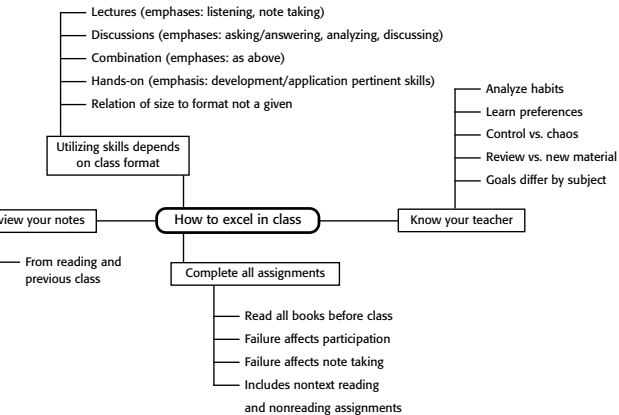 Lectures (emphases: listening, note taking)
Discussions (emphases: asking/answering, analyzing, discussing)
Combination (emphases: as above)
Hands-on (emphasis: development/application pertinent skills)
Relation of size to format not a given
Utilizing skills depends
on class format
Analyze habits
Learn preferences
Control vs. chaos
Review vs. new material
Goals differ by subject
view your notes
How to excel in class
Know your teacher
From reading and
previous class
Complete all assignments
Read all books before class
Failure affects participation
Failure affects note taking
Includes nontext reading
and nonreading assignments